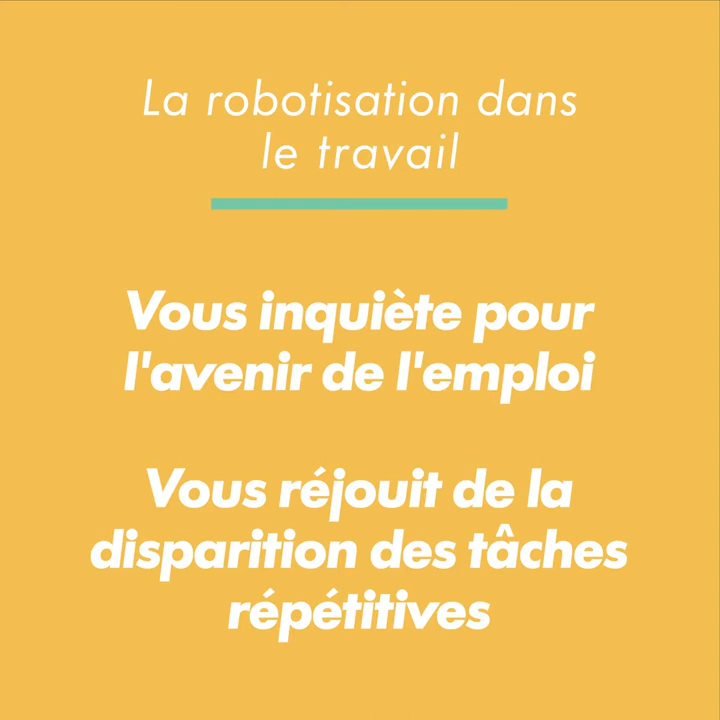 La robotisation dans
le travail
Vous inquiète pour
l'avenir de l'emploi
Vous réjouit de la
disparition des tâches
répétitives